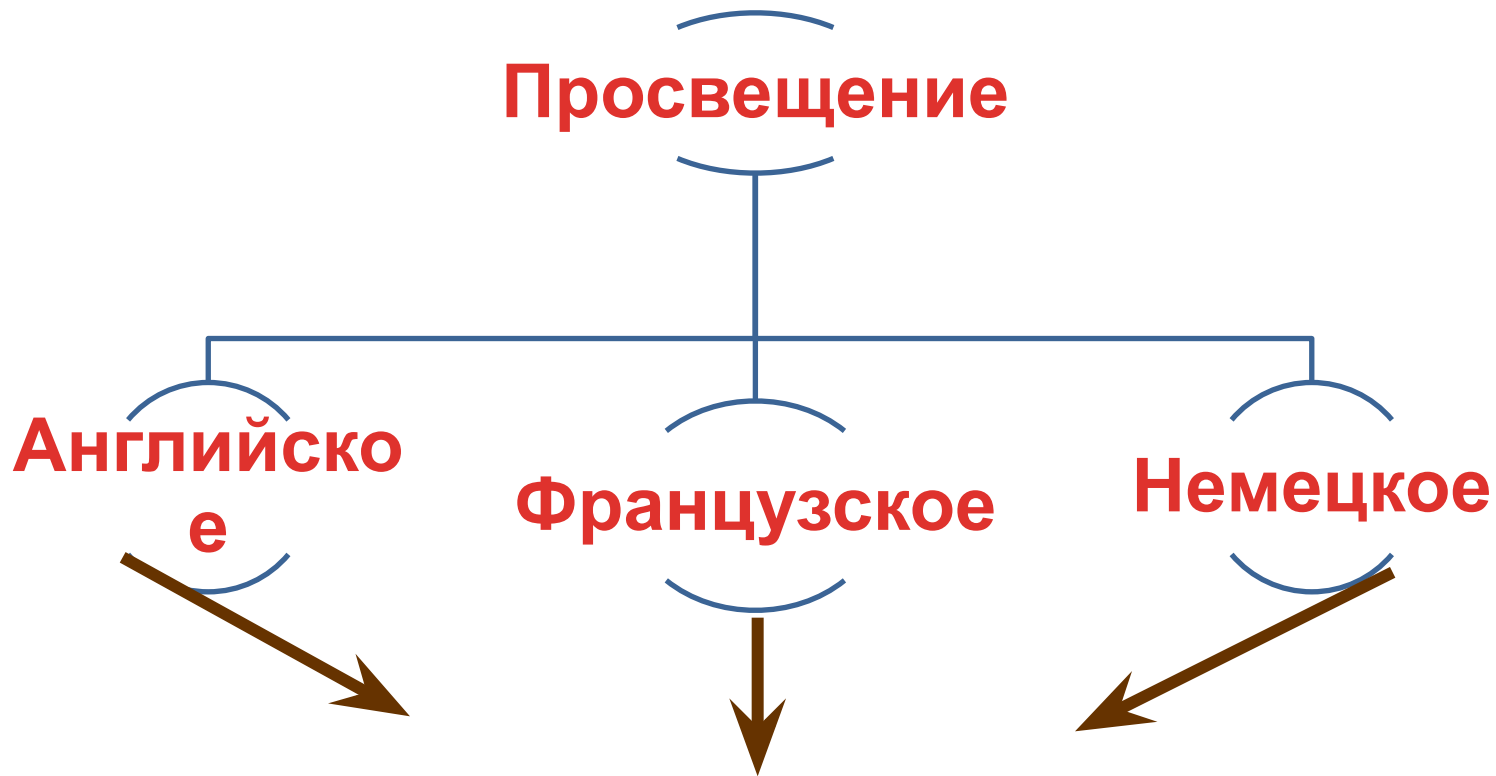 Просвещение
Английско
е
Французское
Немецкое